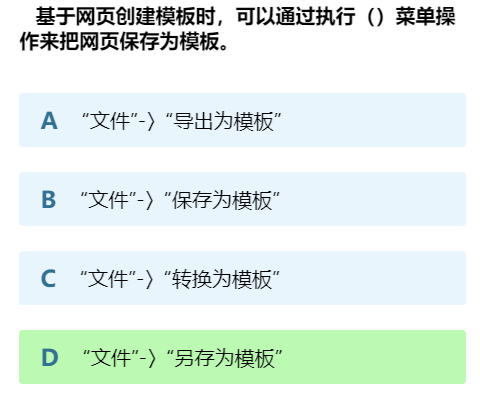 基于网页创建模板时，可以通过执行（）菜单操
作来把网页保存为模板。
A “文件”-〉“导出为模板”
B “文件”-〉“保存为模板”
C “文件”-〉“转换为模板”
D “文件”-〉“另存为模板”